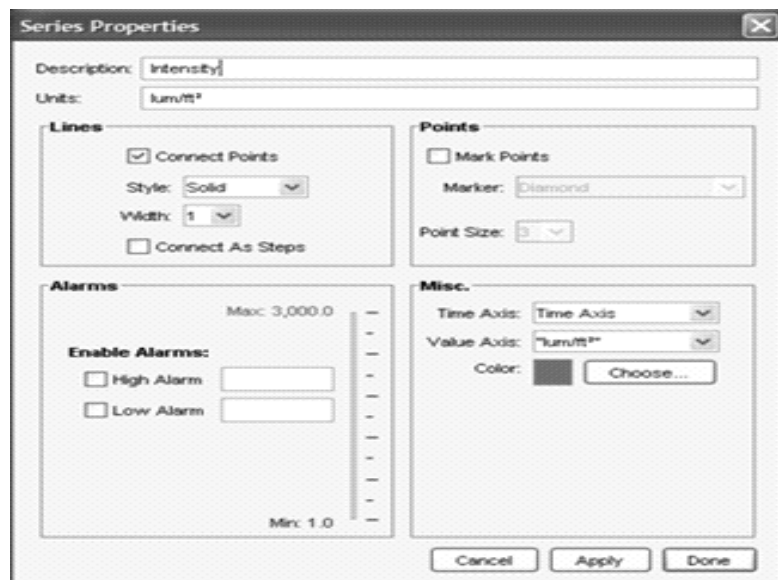 Series Properties
Description: Intensity
Units: lum/ft²
Lines
Connect Points
Style: Solid
Width: 1
Connect As Steps
Points
Mark Points
Marker: Diamond
Point Size: 3
Alarms
Max: 3,000.0
Enable Alarms:
High Alarm
Low Alarm
Min: 1.0
Misc.
Time Axis: Time Axis
Value Axis: "lum/ft²"
Color: Choose...
Cancel Apply Done